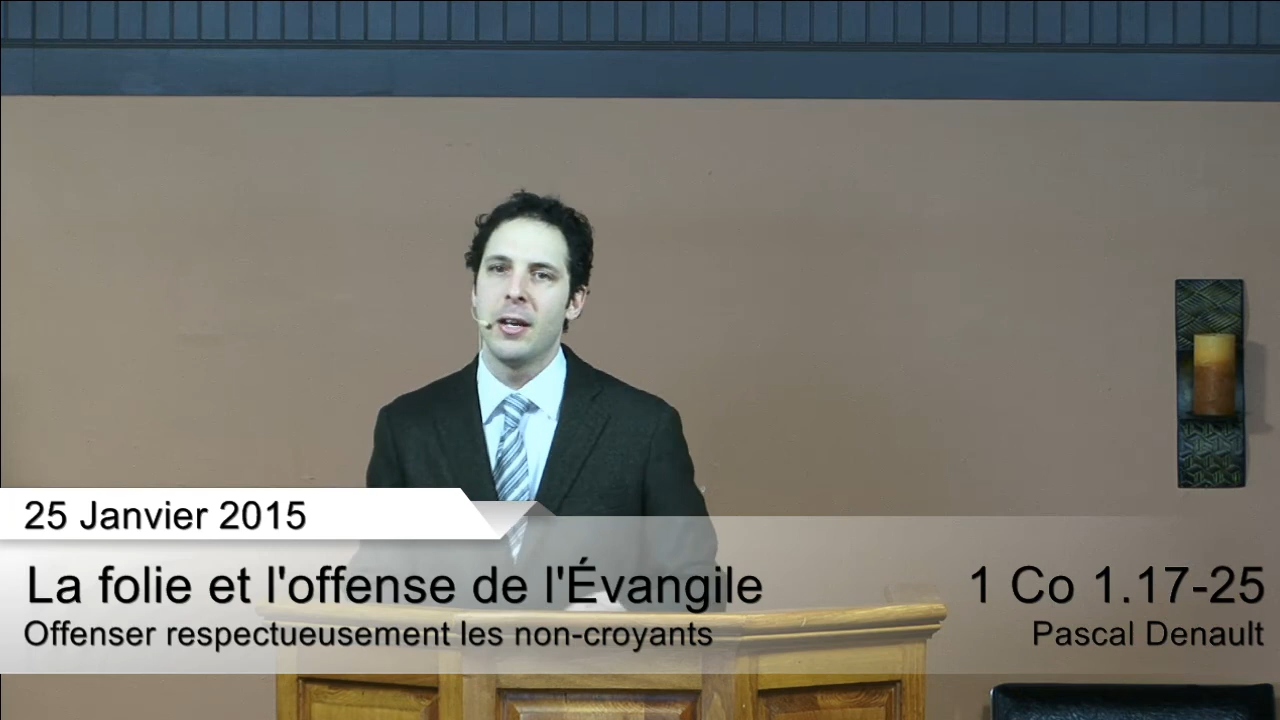 25 Janvier 2015
La folie et l'offense de l'Évangile
Offenser respectueusement les non-croyants
1 Co 1.17-25
Pascal Denault